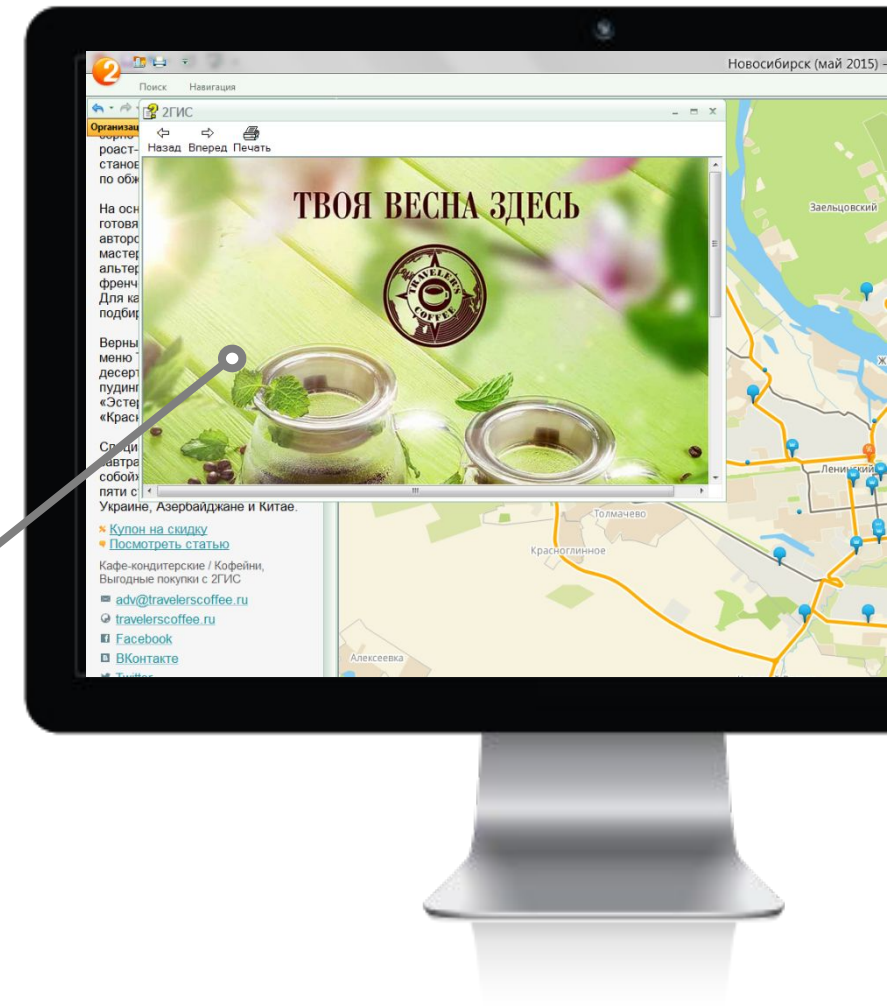 2
Новосибирск (май 2015) -
Поиск Навигация
2ГИС
Организац
Назад Вперед Печать
роаст-
станов
по обж
На осн
готовя
авторс
мастер
альтер
френч
Для ка
подбир
Верны
меню
десерт
пудинг
«Эстер
«Красн
завтра
собой»
пяти с
Украине, Азербайджане и Китае.
Купон на скидку
Посмотреть статью
Кафе-кондитерские / Кофейни,
Выгодные покупки с 2ГИС
adv@travelerscoffee.ru
travelerscoffee.ru
Facebook
ВКонтакте
Twitter
ТВОЯ ВЕСНА ЗДЕСЬ
TRAVELER'S
COFFEE
Заельцовский
Ленинский
Толмачево
Красноглинное
Алексеевка